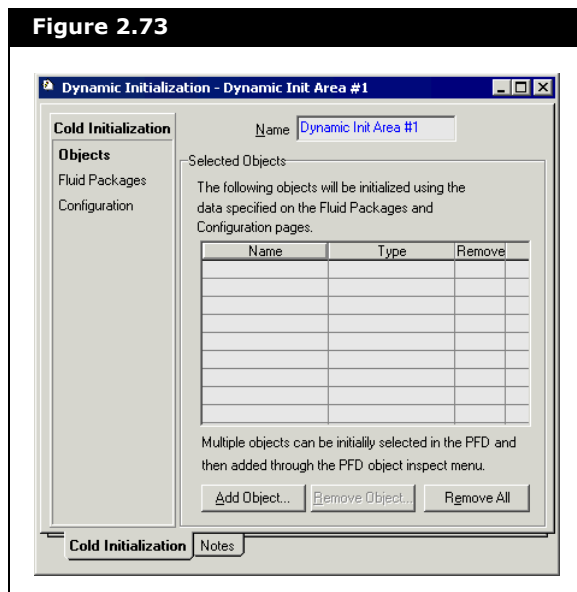 Figure 2.73
Dynamic Initialization - Dynamic Init Area #1
Cold Initialization
Objects
Fluid Packages
Configuration
Name Dynamic Init Area #1
Selected Objects
The following objects will be initialized using the
data specified on the Fluid Packages and
Configuration pages.
Name Type Remove
Multiple objects can be initialily selected in the PFD and
then added through the PFD object inspect menu.
Add Object... Remove Object... Remove All
Cold Initialization Notes